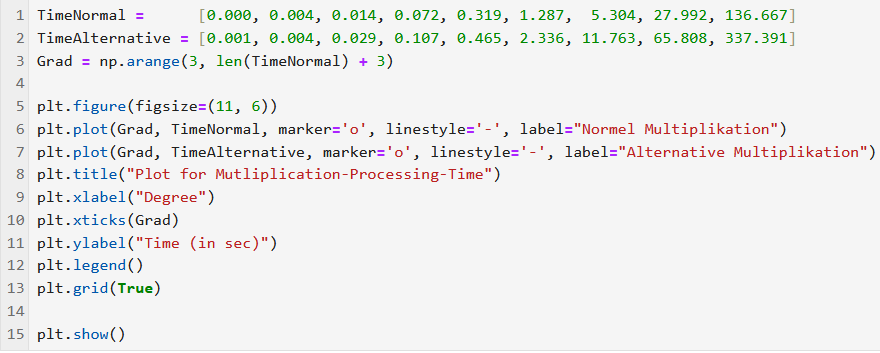 1 TimeNormal =      [0.000, 0.004, 0.014, 0.072, 0.319, 1.287,  5.304, 27.992, 136.667]
2 TimeAlternative = [0.001, 0.004, 0.029, 0.107, 0.465, 2.336, 11.763, 65.808, 337.391]
3 Grad = np.arange(3, len(TimeNormal) + 3)
4
5 plt.figure(figsize=(11, 6))
6 plt.plot(Grad, TimeNormal, marker='o', linestyle='-', label="Normel Multiplikation")
7 plt.plot(Grad, TimeAlternative, marker='o', linestyle='-', label="Alternative Multiplikation")
8 plt.title("Plot for Mutliplication-Processing-Time")
9 plt.xlabel("Degree")
10 plt.xticks(Grad)
11 plt.ylabel("Time (in sec)")
12 plt.legend()
13 plt.grid(True)
14
15 plt.show()